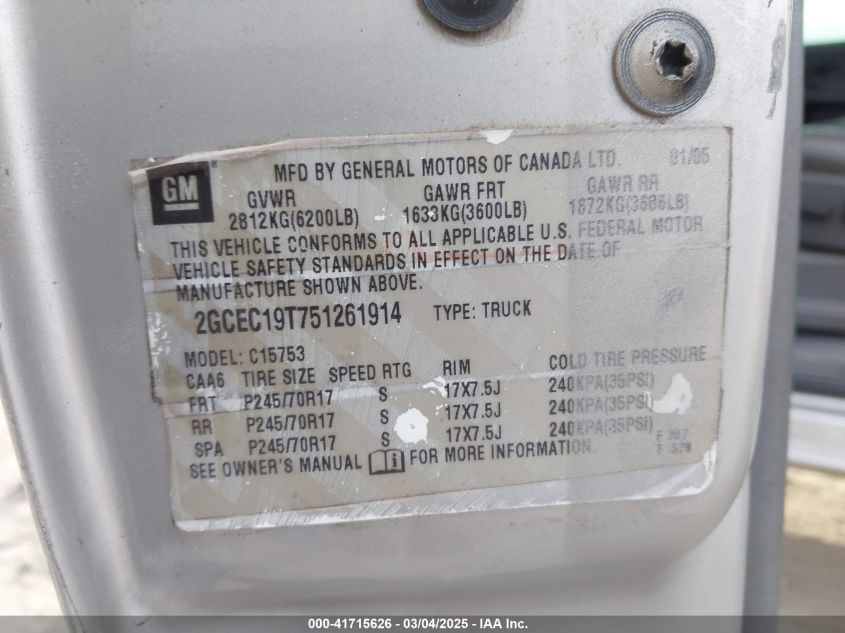 MFD BY GENERAL MOTORS OF CANADA LTD. 01/05
GM
GVWR GAWR FRT GAWR RR
2812KG(6200LB) 1633KG(3600LB) 1672KG(3686LB)
THIS VEHICLE CONFORMS TO ALL APPLICABLE U.S. FEDERAL MOTOR
VEHICLE SAFETY STANDARDS IN EFFECT ON THE DATE OF
MANUFACTURE SHOWN ABOVE.
2GCEC19T751261914 TYPE: TRUCK
MODEL: C15753
CAA6 TIRE SIZE SPEED RTG RIM COLD TIRE PRESSURE
FRT P245/70R17 S 17X7.5J 240KPA(35PSI)
RR P245/70R17 S 17X7.5J 240KPA(35PSI)
SPA P245/70R17 S 17X7.5J 240KPA(35PSI)
SEE OWNER'S MANUAL FOR MORE INFORMATION.
000-41715626 - 03/04/2025 - IAA Inc.